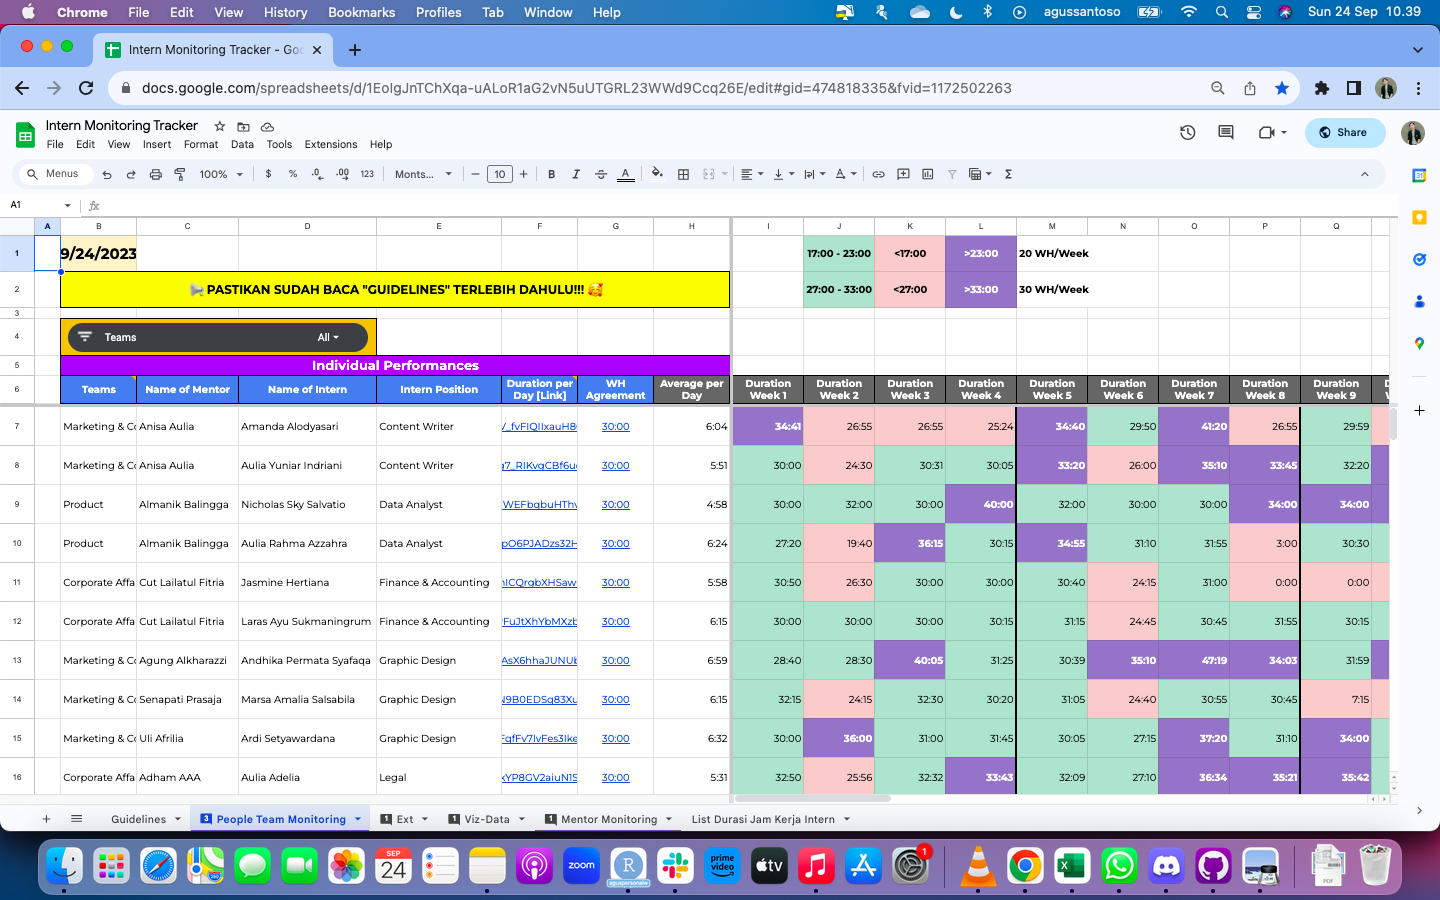 Chrome File Edit View History Bookmarks Profiles Tab Window Help agussantoso Sun 24 Sep 10.39
Intern Monitoring Tracker - Goo
docs.google.com/spreadsheets/d/1EolgJnTChXqa-uALoR1aG2vN5uUTGRL23WWd9Ccq26E/edit#gid=474818335&fvid=1172502263
Intern Monitoring Tracker
File Edit View Insert Format Data Tools Extensions Help
Share
Menus 100% $ % .0 .00 123 Monts... 10 B I S A
A1 fx
A B C D E F G H I J K L M N O P Q
1 9/24/2023 17:00 - 23:00 <17:00 >23:00 20 WH/Week
2 PASTIKAN SUDAH BACA "GUIDELINES" TERLEBIH DAHULU!!! 27:00 - 33:00 <27:00 >33:00 30 WH/Week
3
4 Teams All
5 Individual Performances
6 Teams Name of Mentor Name of Intern Intern Position Duration per Day [Link] WH Agreement Average per Day Duration Week 1 Duration Week 2 Duration Week 3 Duration Week 4 Duration Week 5 Duration Week 6 Duration Week 7 Duration Week 8 Duration Week 9
7 Marketing & Co Anisa Aulia Amanda Alodyasari Content Writer 30:00 6:04 34:41 26:55 26:55 25:24 34:40 29:50 41:20 26:55 29:59
8 Marketing & Co Anisa Aulia Aulia Yuniar Indriani Content Writer 30:00 5:51 30:00 24:30 30:31 30:05 33:20 26:00 35:10 33:45 32:20
9 Product Almanik Balingga Nicholas Sky Salvatio Data Analyst 30:00 4:58 30:00 32:00 30:00 40:00 32:00 30:00 30:00 34:00 34:00
10 Product Almanik Balingga Aulia Rahma Azzahra Data Analyst 30:00 6:24 27:20 19:40 36:15 30:15 34:55 31:10 31:55 3:00 30:30
11 Corporate Affa Cut Lailatul Fitria Jasmine Hertiana Finance & Accounting 30:00 5:58 30:50 26:30 30:00 30:00 30:40 24:15 31:00 0:00 0:00
12 Corporate Affa Cut Lailatul Fitria Laras Ayu Sukmaningrum Finance & Accounting 30:00 6:15 30:00 30:00 30:00 30:15 31:15 24:45 30:45 31:55 30:15
13 Marketing & Co Agung Alkharazzi Andhika Permata Syafaqa Graphic Design 30:00 6:59 28:40 28:30 40:05 31:25 30:39 35:10 47:19 34:03 31:59
14 Marketing & Co Senapati Prasaja Marsa Amalia Salsabila Graphic Design 30:00 6:15 32:15 24:15 32:30 30:20 31:05 24:40 30:55 30:45 7:15
15 Marketing & Co Uli Afrilia Ardi Setyawardana Graphic Design 30:00 6:32 30:00 36:00 31:00 31:45 30:05 27:15 37:20 31:10 34:00
16 Corporate Affa Adham AAA Aulia Adelia Legal 30:00 5:31 32:50 25:56 32:32 33:43 32:09 27:10 36:34 35:21 35:42
Guidelines 3 People Team Monitoring 1 Ext 1 Viz-Data 1 Mentor Monitoring List Durasi Jam Kerja Intern
SEP 24 zoom R aguspersonalw prime video tv 1 PDF